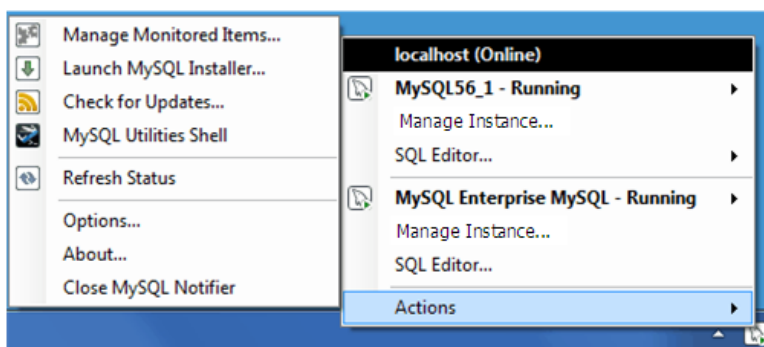 Manage Monitored Items...
Launch MySQL Installer...
Check for Updates...
MySQL Utilities Shell
Refresh Status
Options...
About...
Close MySQL Notifier
localhost (Online)
MySQL56_1 - Running
Manage Instance...
SQL Editor...
MySQL Enterprise MySQL - Running
Manage Instance...
SQL Editor...
Actions